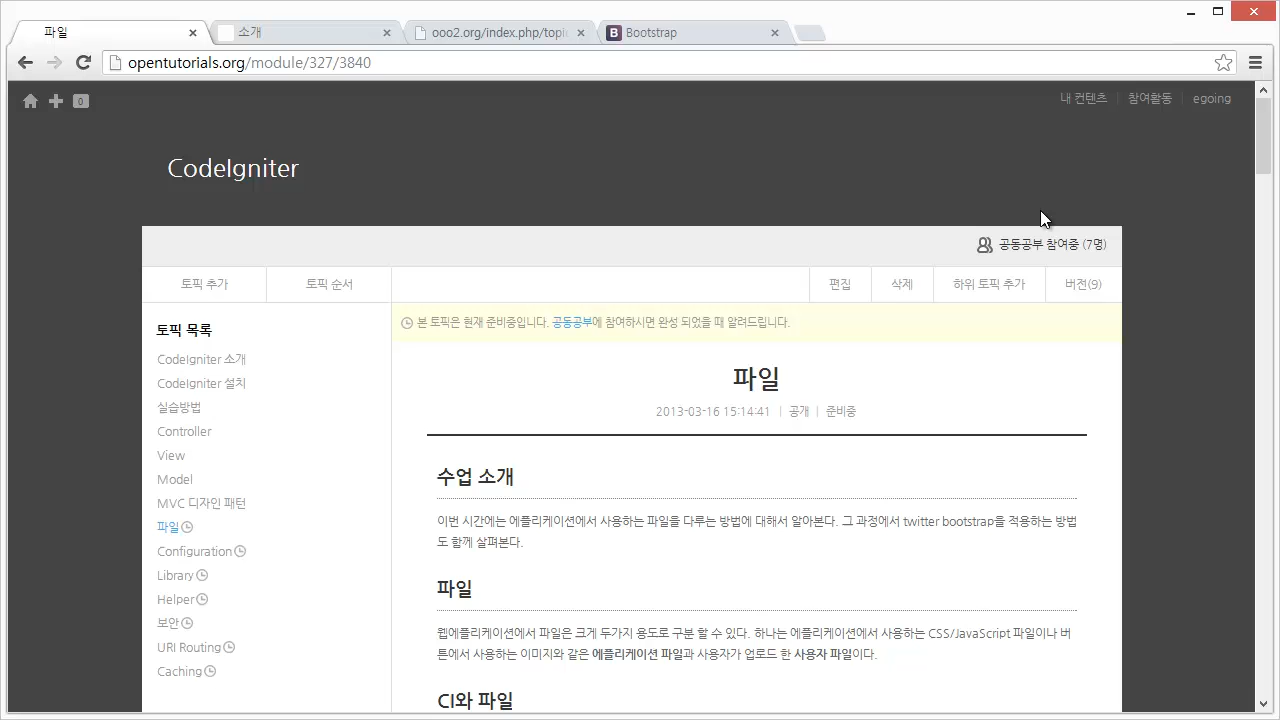 파일
소개
ooo2.org/index.php/topi
B Bootstrap
opentutorials.org/module/327/3840
0
내 컨텐츠 | 참여활동 | egoing
CodeIgniter
공동공부 참여중 (7명)
토픽 추가
토픽 순서
편집
삭제
하위 토픽 추가
버전(9)
토픽 목록
CodeIgniter 소개
CodeIgniter 설치
실습방법
Controller
View
Model
MVC 디자인 패턴
파일
Configuration
Library
Helper
보안
URI Routing
Caching
본 토픽은 현재 준비중입니다. 공동공부에 참여하시면 완성 되었을 때 알려드립니다.
파일
2013-03-16 15:14:41 | 공개 | 준비중
수업 소개
이번 시간에는 에플리케이션에서 사용하는 파일을 다루는 방법에 대해서 알아본다. 그 과정에서 twitter bootstrap을 적용하는 방법
도 함께 살펴본다.
파일
웹에플리케이션에서 파일은 크게 두가지 용도로 구분 할 수 있다. 하나는 에플리케이션에서 사용하는 CSS/JavaScript 파일이나 버
튼에서 사용하는 이미지와 같은 에플리케이션 파일과 사용자가 업로드 한 사용자 파일이다.
CI와 파일